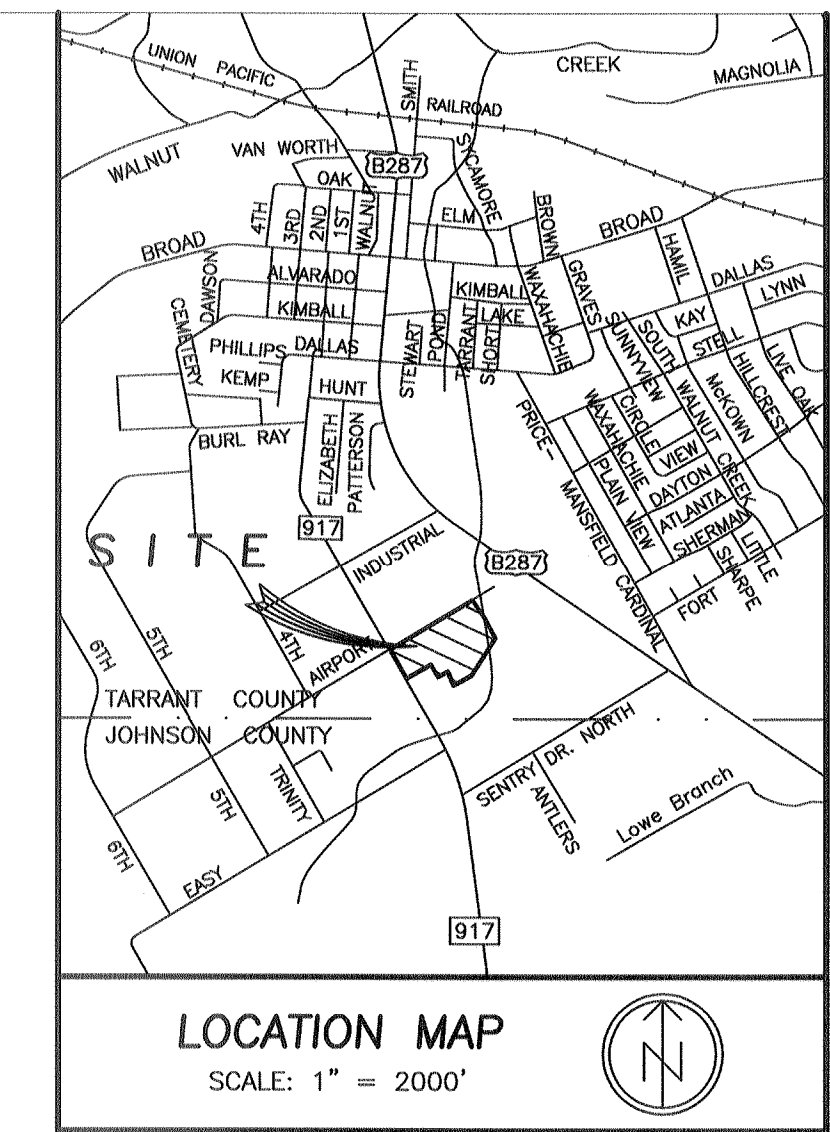 UNION PACIFIC
RAILROAD
CREEK
MAGNOLIA
SMITH
WALNUT
VAN WORTH
B287
SYCAMORE
OAK
4TH
3RD
2ND
1ST
WALNUT
ELM
BROWN
BROAD
BROAD
HAMIL
DAWSON
ALVARADO
KIMBALL
WAXAHACHIE
GRAVES
DALLAS
LYNN
CEMETERY
KIMBALL
LAKE
KAY
STELL
PHILLIPS
DALLAS
STEWART
POND
TARRANT
SHORT
SUNNYVIEW
SOUTH
KEMP
HUNT
HILLCREST
LIVE OAK
McKOWN
WALNUT CREEK
WAXAHACHIE
CIRCLE
VIEW
BURL RAY
ELIZABETH
PATTERSON
PRICE-
PLAIN VIEW
DAYTON
ATLANTA
SHERMAN
MANSFIELD CARDINAL
917
SITE
INDUSTRIAL
B287
LITTLE
SHARPE
FORT
6TH
5TH
4TH
AIRPORT
TARRANT COUNTY
JOHNSON COUNTY
TRINITY
5TH
6TH
EASY
SENTRY DR. NORTH
ANTLERS
Lowe Branch
917
LOCATION MAP
SCALE: 1" = 2000'
N